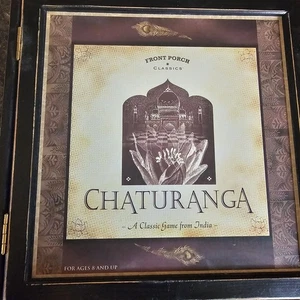 FRONT PORCH
CLASSICS
CHATURANGA
~ A Classic Game from India ~
FOR AGES 8 AND UP